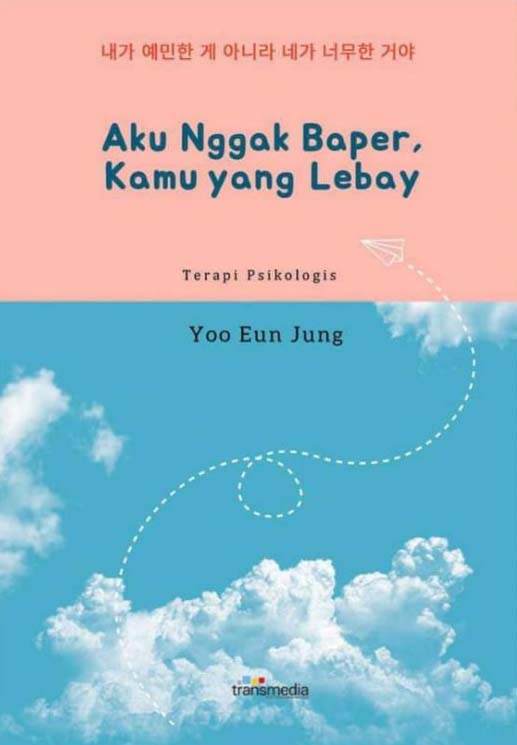 내가 예민한 게 아니라 네가 너무한 거야
Aku Nggak Baper,
Kamu yang Lebay
Terapi Psikologis
Yoo Eun Jung
transmedia